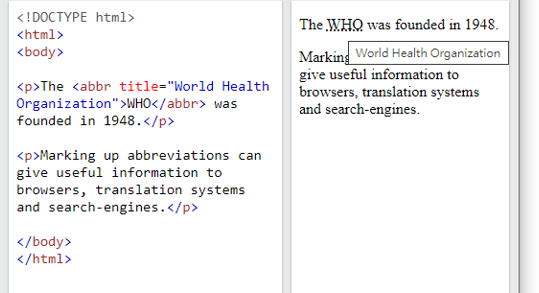 <!DOCTYPE html>
<html>
<body>
<p>The <abbr title="World Health
Organization">WHO</abbr> was
founded in 1948.</p>
<p>Marking up abbreviations can
give useful information to
browsers, translation systems
and search-engines.</p>
</body>
</html>
The WHO was founded in 1948.
World Health Organization
Marking
give useful information to
browsers, translation systems
and search-engines.